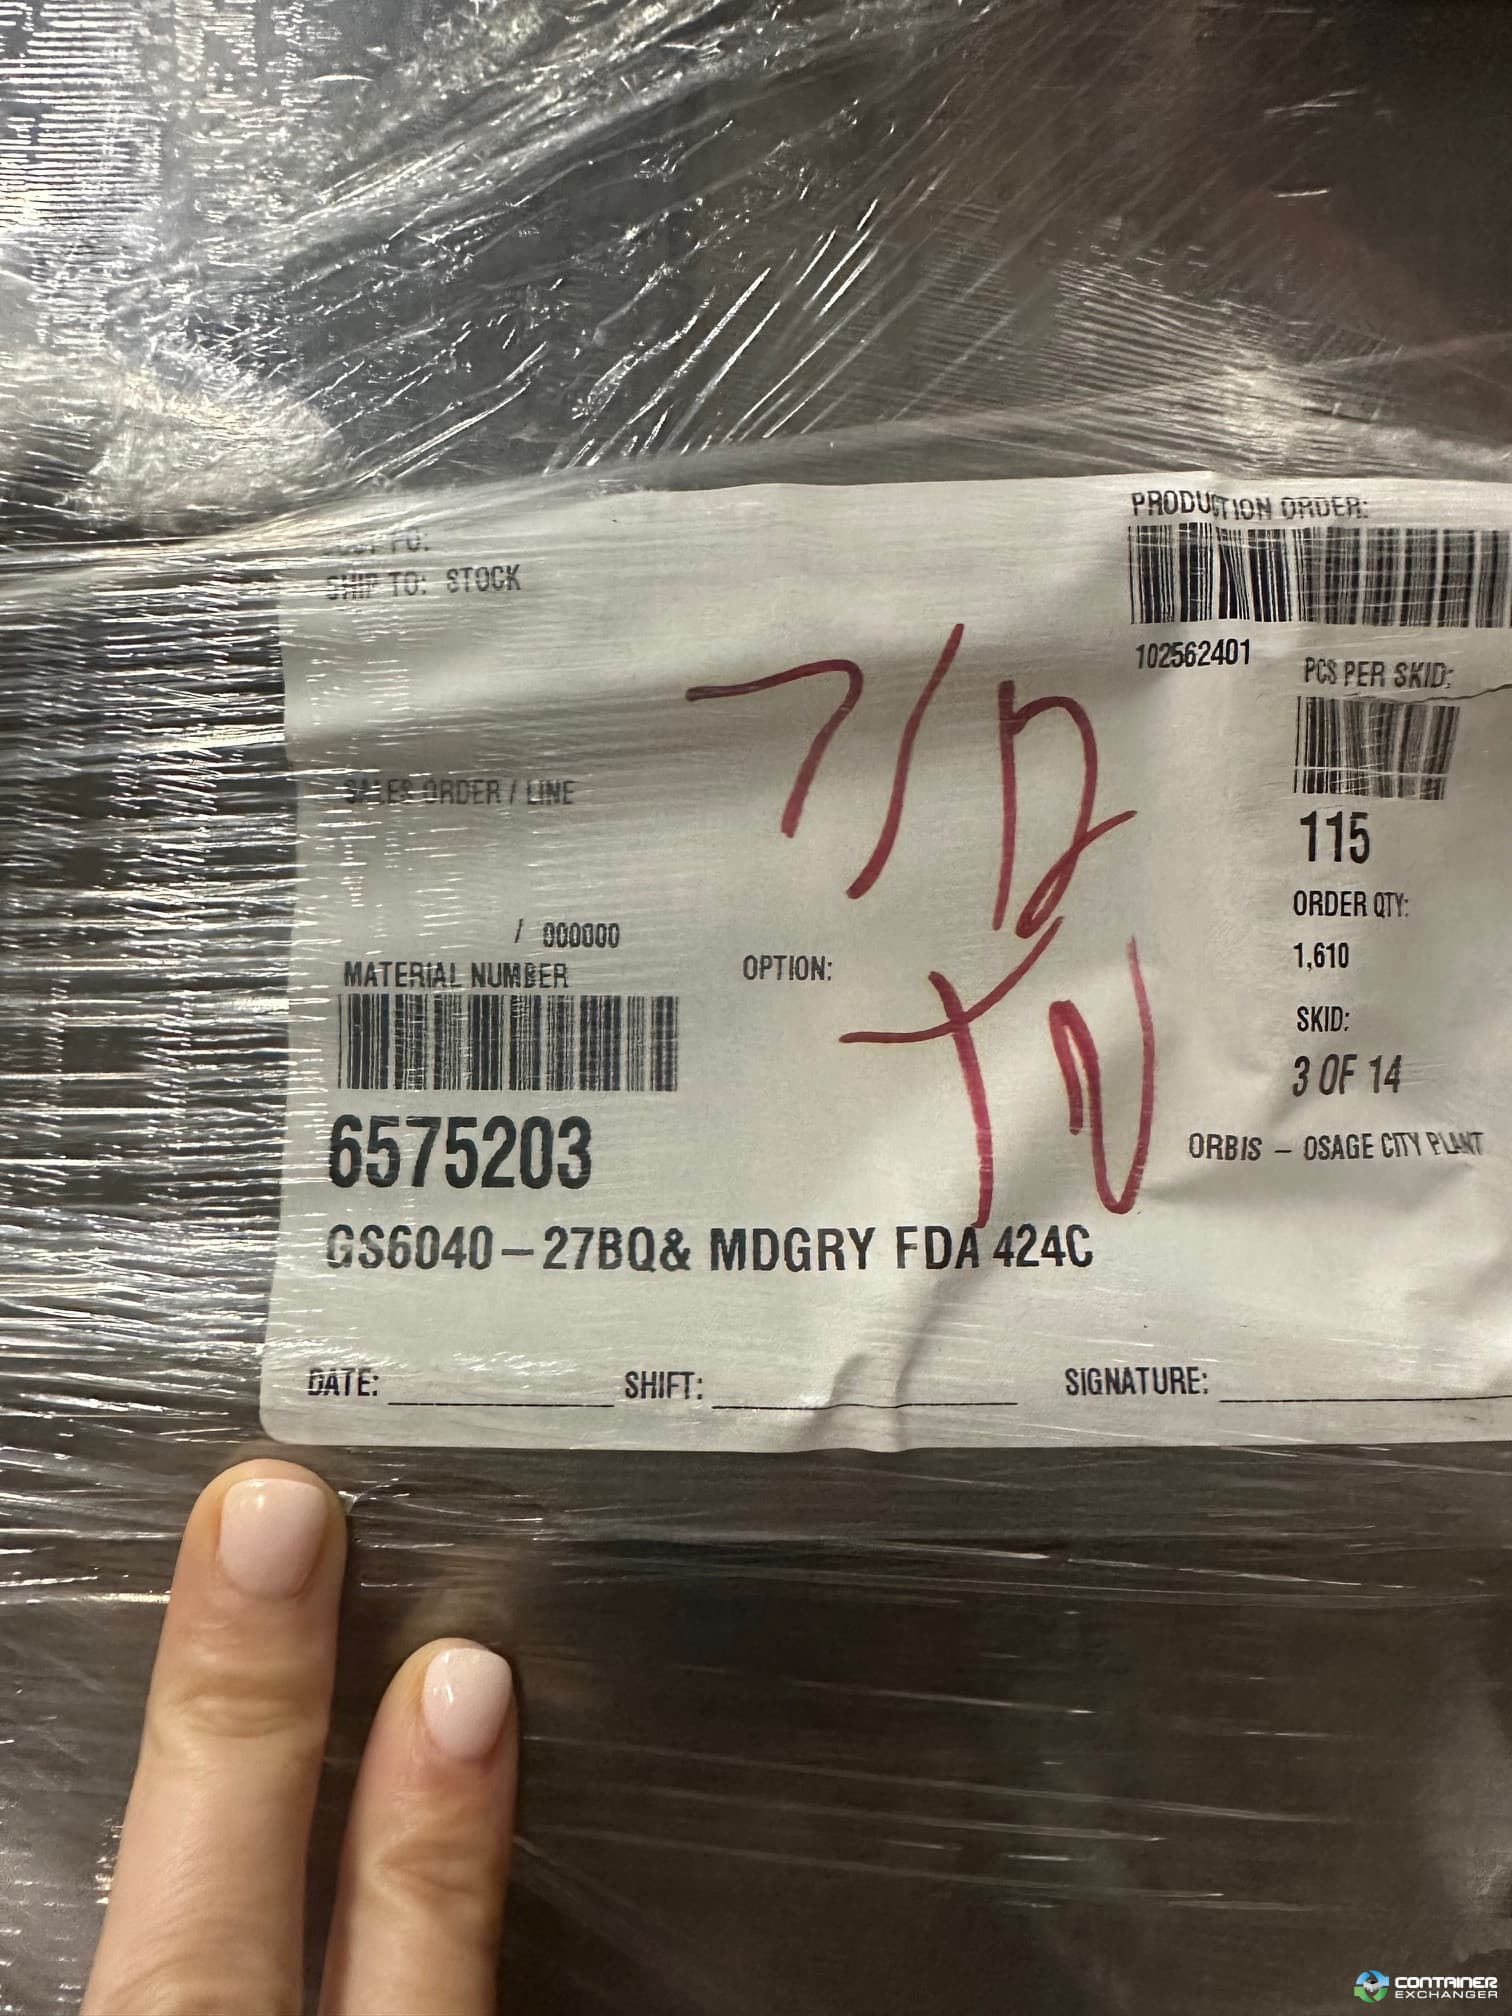 PRODUCTION ORDER:
SHIP TO: STOCK
102562401
PCS PER SKID:
115
SALES ORDER / LINE
ORDER QTY:
/ 000000
1,610
MATERIAL NUMBER
OPTION:
SKID:
3 OF 14
6575203
ORBIS – OSAGE CITY PLANT
GS6040–27BQ& MDGRY FDA 424C
DATE:
SHIFT:
SIGNATURE:
CONTAINER
EXCHANGER